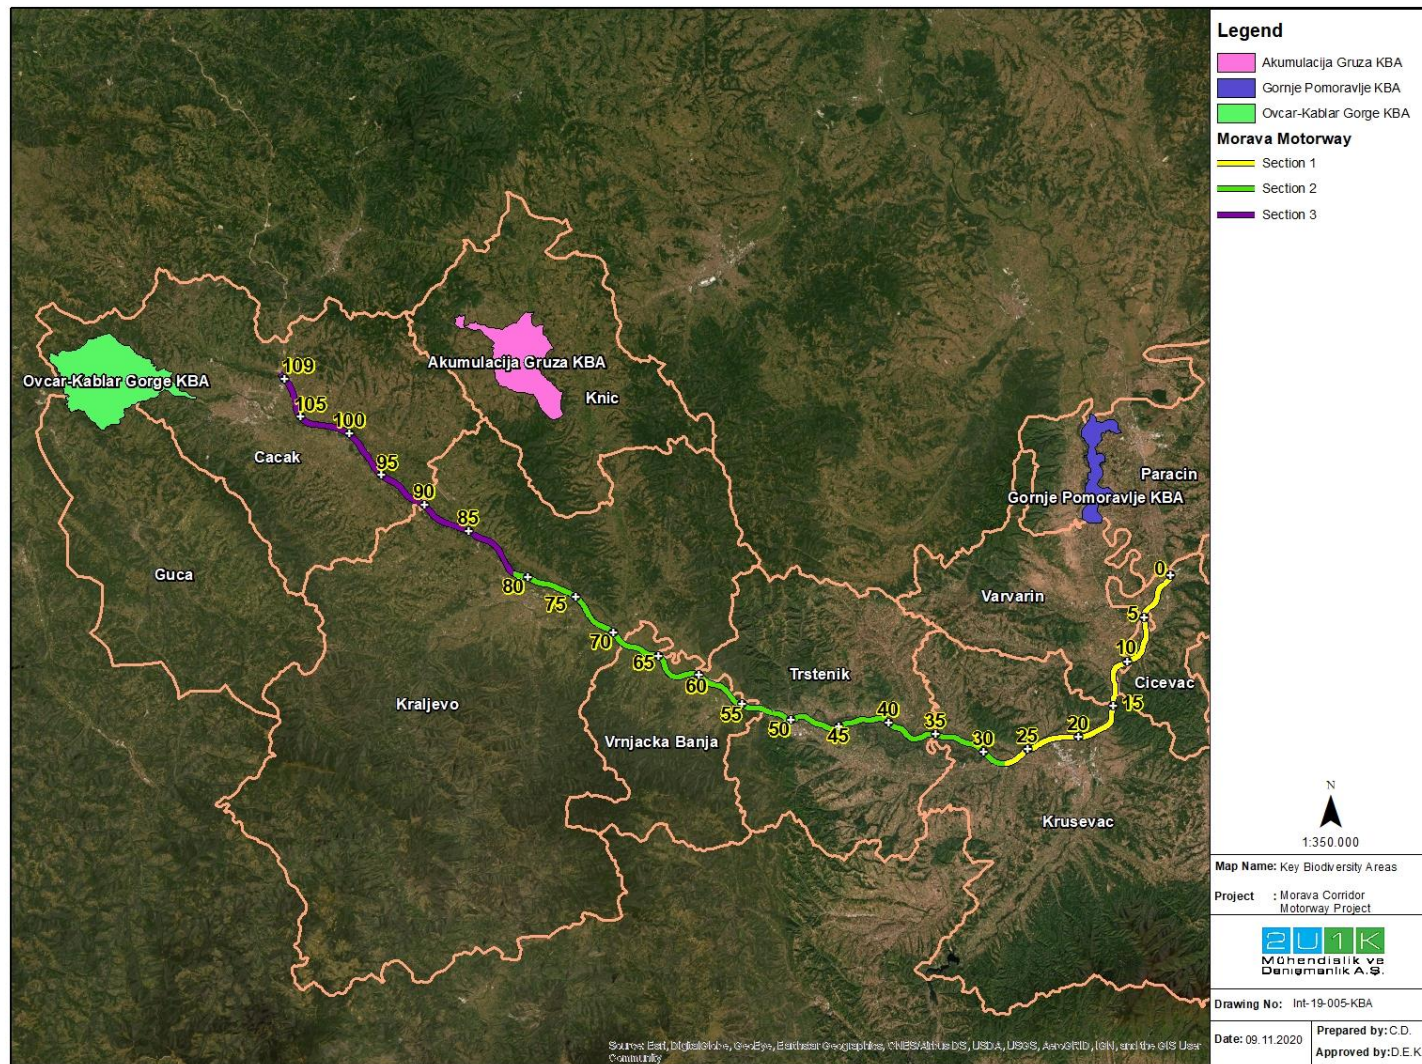 Legend
Akumulacija Gruza KBA
Gornje Pomoravlje KBA
Ovcar-Kablar Gorge KBA
Morava Motorway
Section 1
Section 2
Section 3
Akumulacija Gruza KBA
Ovcar-Kablar Gorge KBA
109
Knic
105
100
Cacak
95
Paracin
90
Gornje Pomoravlje KBA
85
Guca
80
0
75
Varvarin
5
70
65
10
60
Trstenik
Cicevac
Kraljevo
55
15
50
45
40
35
30
25
20
Vrnjacka Banja
Krusevac
N
1:350.000
Map Name: Key Biodiversity Areas
Project : Morava Corridor
Motorway Project
2U1K
Mühendislik ve
Danışmanlık A.Ş.
Drawing No: Int-19-005-KBA
Date: 09.11.2020
Prepared by: C.D.
Approved by: D.E.K
Source: Esri, DigitalGlobe, GeoEye, Earthstar Geographics, CNES/Airbus DS, USDA, USGS, AeroGRID, IGN, and the GIS User
Community